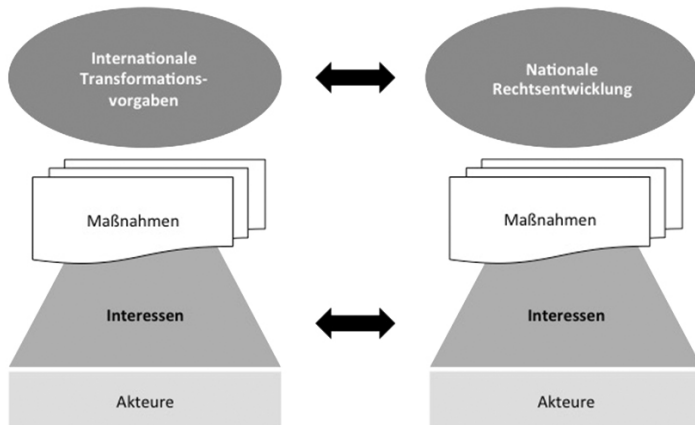 Internationale
Transformations-
vorgaben
Nationale
Rechtsentwicklung
Maßnahmen
Maßnahmen
Interessen
Interessen
Akteure
Akteure